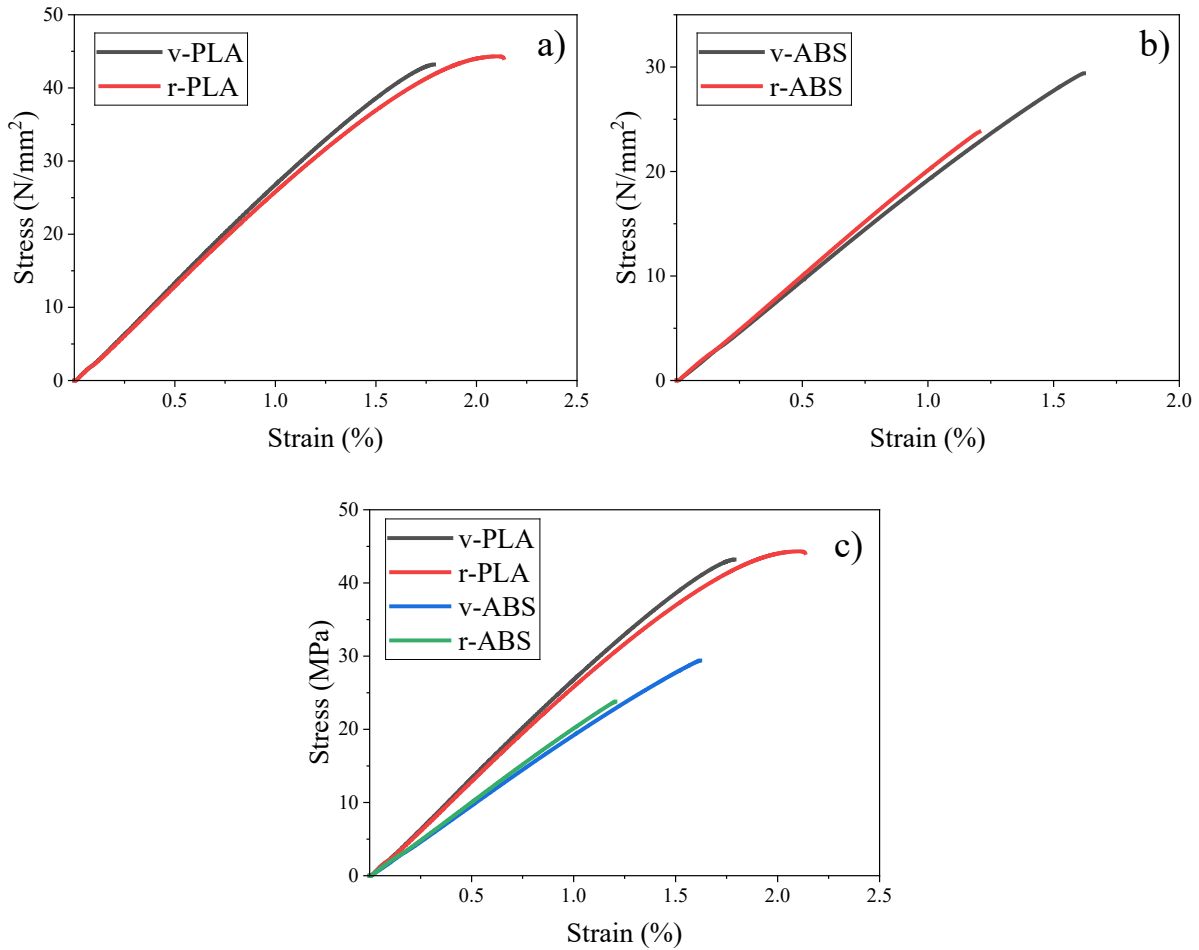 a)
v-PLA
r-PLA
50
40
30
20
10
0
Stress (N/mm²)
0.5
1.0
1.5
2.0
2.5
Strain (%)
b)
v-ABS
r-ABS
30
20
10
0
Stress (N/mm²)
0.5
1.0
1.5
2.0
Strain (%)
c)
v-PLA
r-PLA
v-ABS
r-ABS
50
40
30
20
10
0
Stress (MPa)
0.5
1.0
1.5
2.0
2.5
Strain (%)